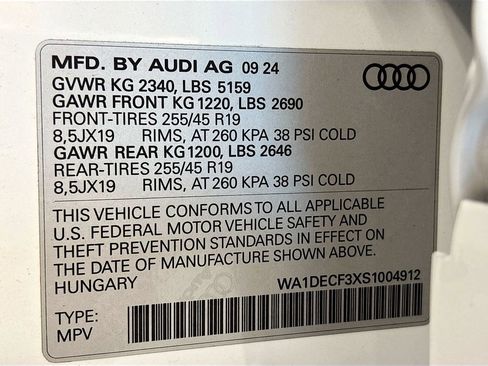 MFD. BY AUDI AG 09 24
GVWR KG 2340, LBS 5159
GAWR FRONT KG 1220, LBS 2690
FRONT-TIRES 255/45 R19
8,5JX19 RIMS, AT 260 KPA 38 PSI COLD
GAWR REAR KG 1200, LBS 2646
REAR-TIRES 255/45 R19
8,5JX19 RIMS, AT 260 KPA 38 PSI COLD
THIS VEHICLE CONFORMS TO ALL APPLICABLE
U.S. FEDERAL MOTOR VEHICLE SAFETY AND
THEFT PREVENTION STANDARDS IN EFFECT ON
THE DATE OF MANUFACTURE SHOWN ABOVE.
HUNGARY WA1DECF3XS1004912
TYPE:
MPV